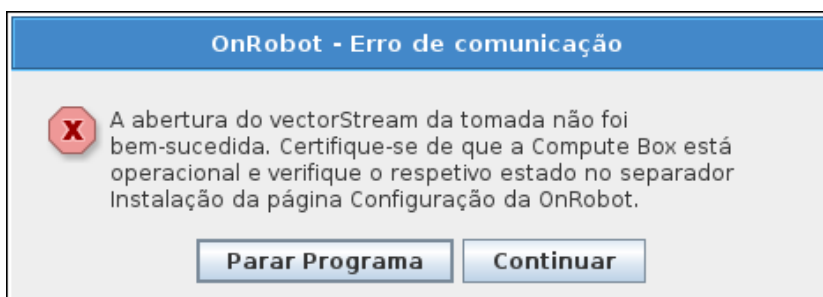 OnRobot - Erro de comunicação
A abertura do vectorStream da tomada não foi
bem-sucedida. Certifique-se de que a Compute Box está
operacional e verifique o respetivo estado no separador
Instalação da página Configuração da OnRobot.
Parar Programa
Continuar